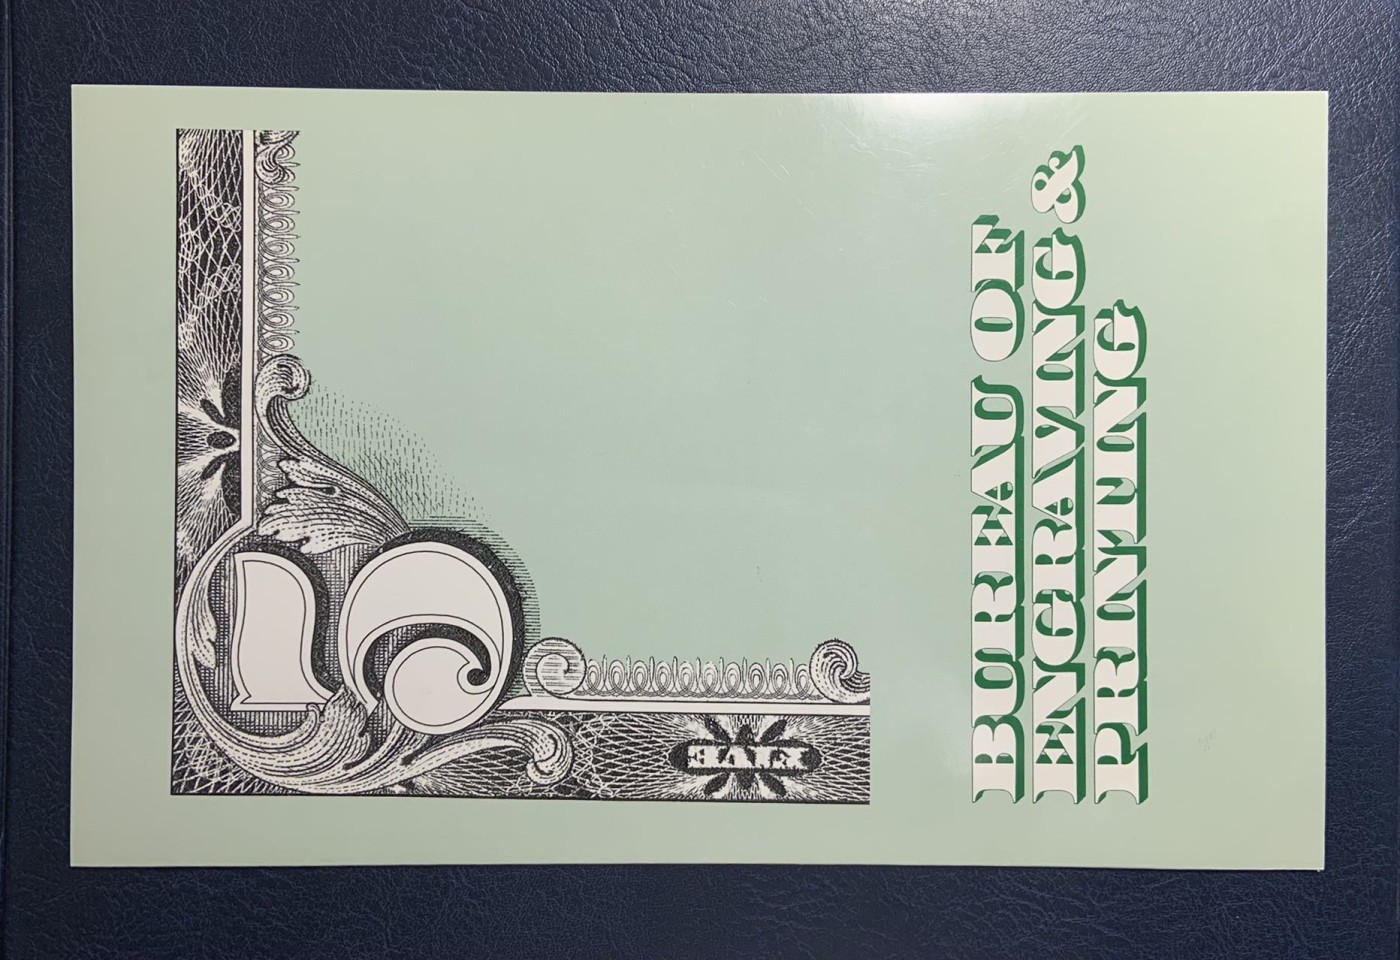 5
FIVE
BUREAU OF
ENGRAVING &
PRINTING